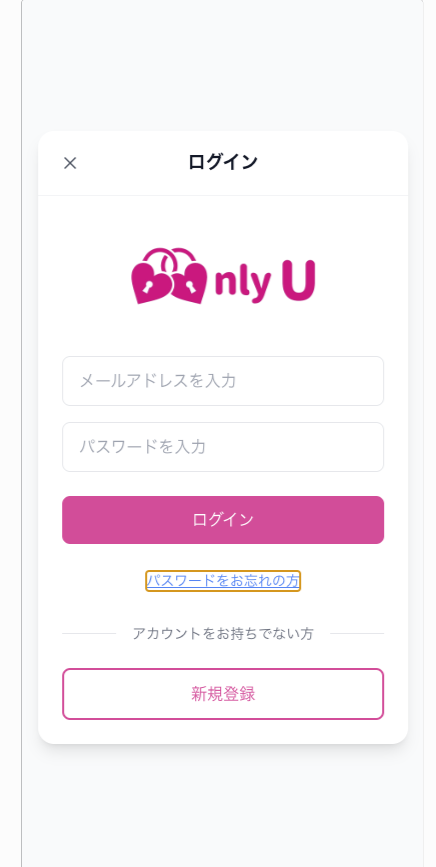 ログイン
nly U
メールアドレスを入力
パスワードを入力
ログイン
パスワードをお忘れの方
アカウントをお持ちでない方
新規登録